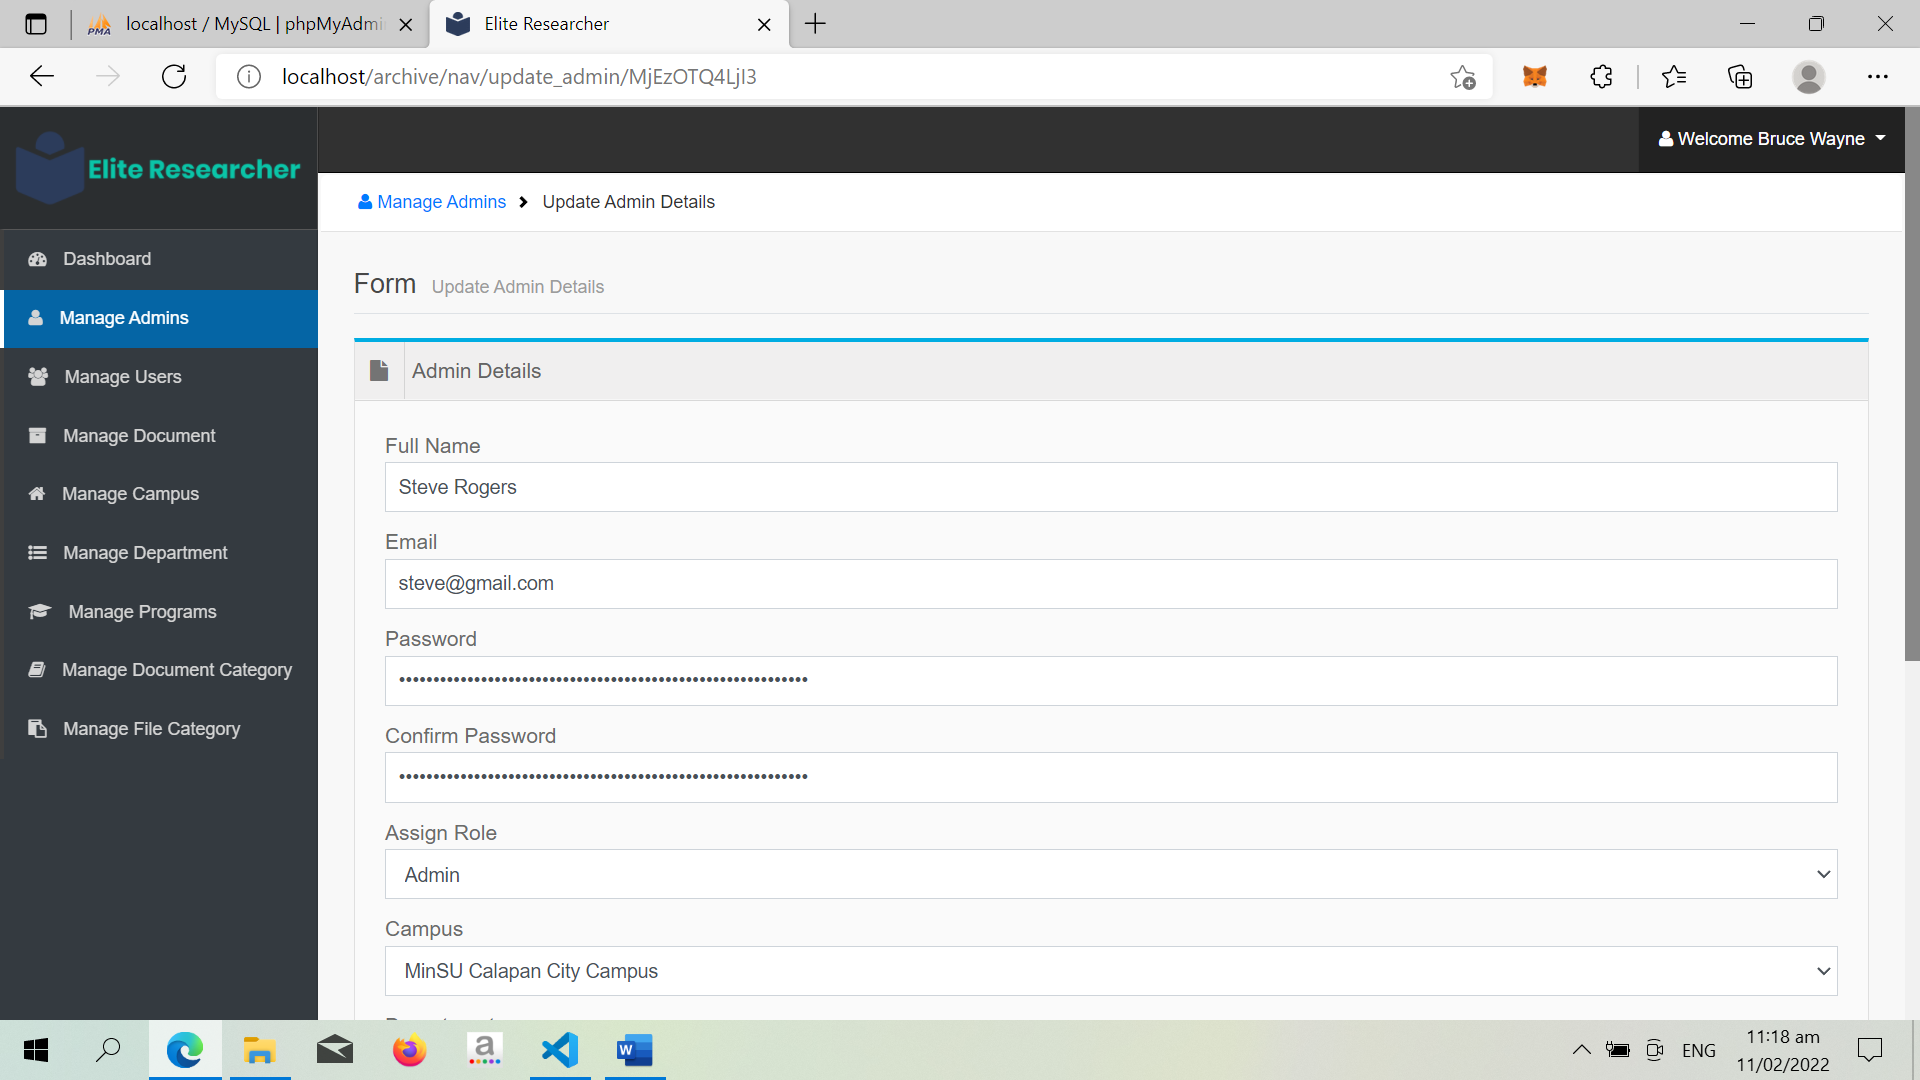 localhost / MySQL | phpMyAdmi
Elite Researcher
localhost/archive/nav/update_admin/MjEzOTQ4LjI3
Elite Researcher
Welcome Bruce Wayne
Manage Admins
Update Admin Details
Dashboard
Manage Admins
Manage Users
Manage Document
Manage Campus
Manage Department
Manage Programs
Manage Document Category
Manage File Category
Form Update Admin Details
Admin Details
Full Name
Steve Rogers
Email
steve@gmail.com
Password
Confirm Password
Assign Role
Admin
Campus
MinSU Calapan City Campus
ENG
11:18 am
11/02/2022